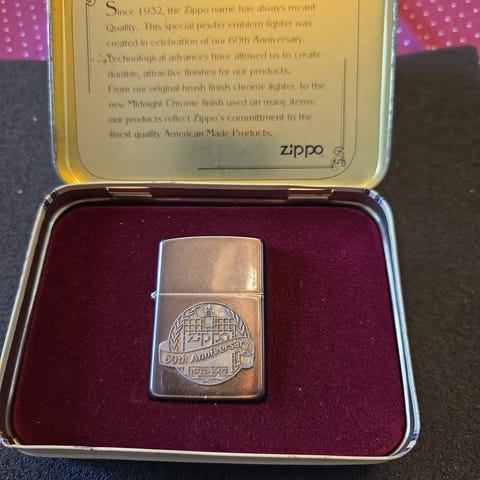 Since 1932, the Zippo name has always meant
Quality. This special pewter emblem lighter was
created in celebration of our 60th Anniversary.
Technological advances have allowed us to create
durable, attractive finishes for our products.
From our original brush finish chrome lighter, to the
new Midnight Chrome finish used on many items,
our products reflect Zippo's committment to the
finest quality American Made Products.
zippo
Zippo
60th Anniversary
1932-1992